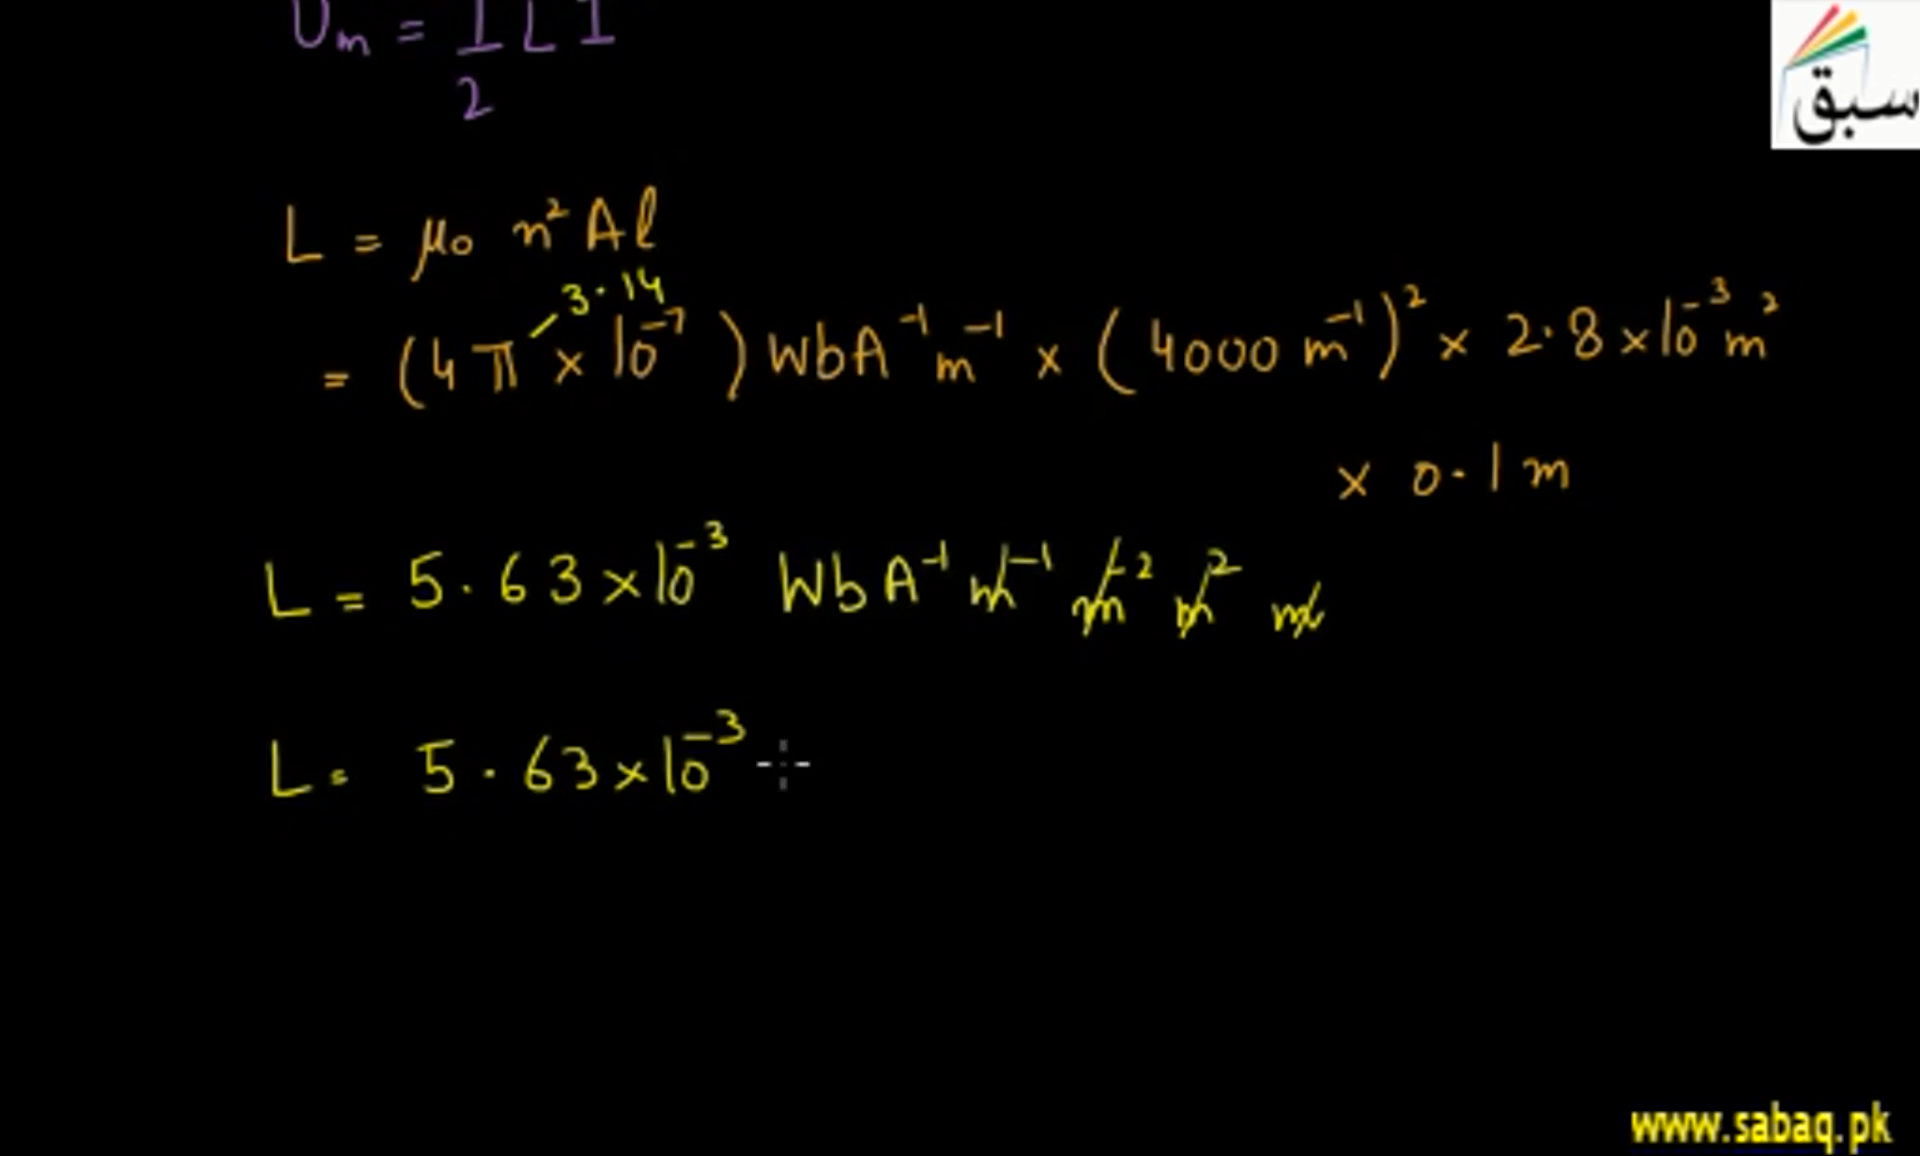 Um = 1 L I
2
سبق
L = μ₀ n² A ℓ
3.14
= (4π × 10⁻⁷) WbA⁻¹ m⁻¹ × (4000 m⁻¹)² × 2.8 × 10⁻³ m²
× 0.1 m
L = 5.63 × 10⁻³ Wb A⁻¹ m⁻¹ m⁻² m² m
L = 5.63 × 10⁻³
www.sabaq.pk